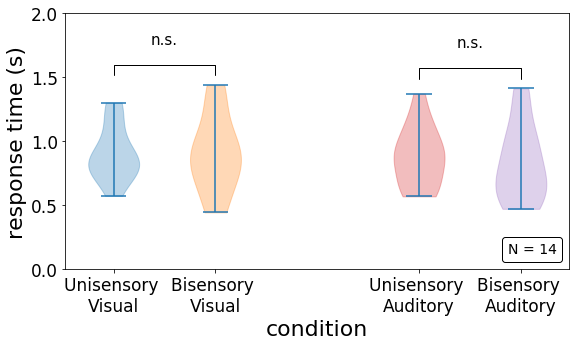 response time (s)
2.0
1.5
1.0
0.5
0.0
n.s.
n.s.
N = 14
Unisensory Visual
Bisensory Visual
Unisensory Auditory
Bisensory Auditory
condition